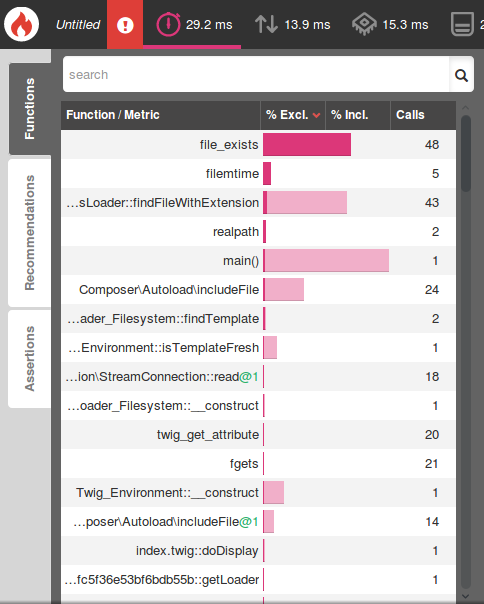 Untitled 29.2 ms 13.9 ms 15.3 ms 2
search
Functions
Recommendations
Assertions
Function / Metric % Excl. % Incl. Calls
file_exists 48
filemtime 5
...sLoader::findFileWithExtension 43
realpath 2
main() 1
Composer\Autoload\includeFile 24
...ader_Filesystem::findTemplate 2
...Environment::isTemplateFresh 1
...ion\StreamConnection::read@1 18
...oader_Filesystem::__construct 1
twig_get_attribute 20
fgets 21
Twig_Environment::__construct 1
...poser\Autoload\includeFile@1 14
index.twig::doDisplay 1
...fc5f36e53bf6bdb55b::getLoader 1